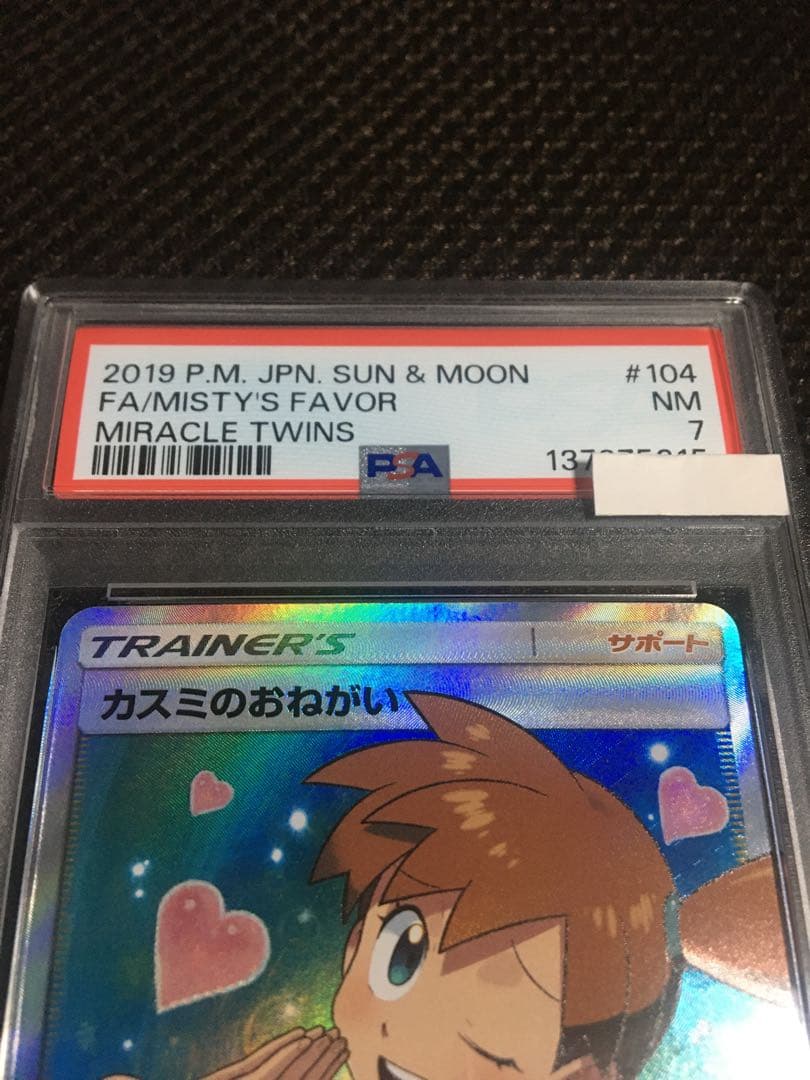 2019 P.M. JPN. SUN & MOON #104
FA/MISTY'S FAVOR NM
MIRACLE TWINS 7
PSA
TRAINER'S サポート
カスミのおねがい